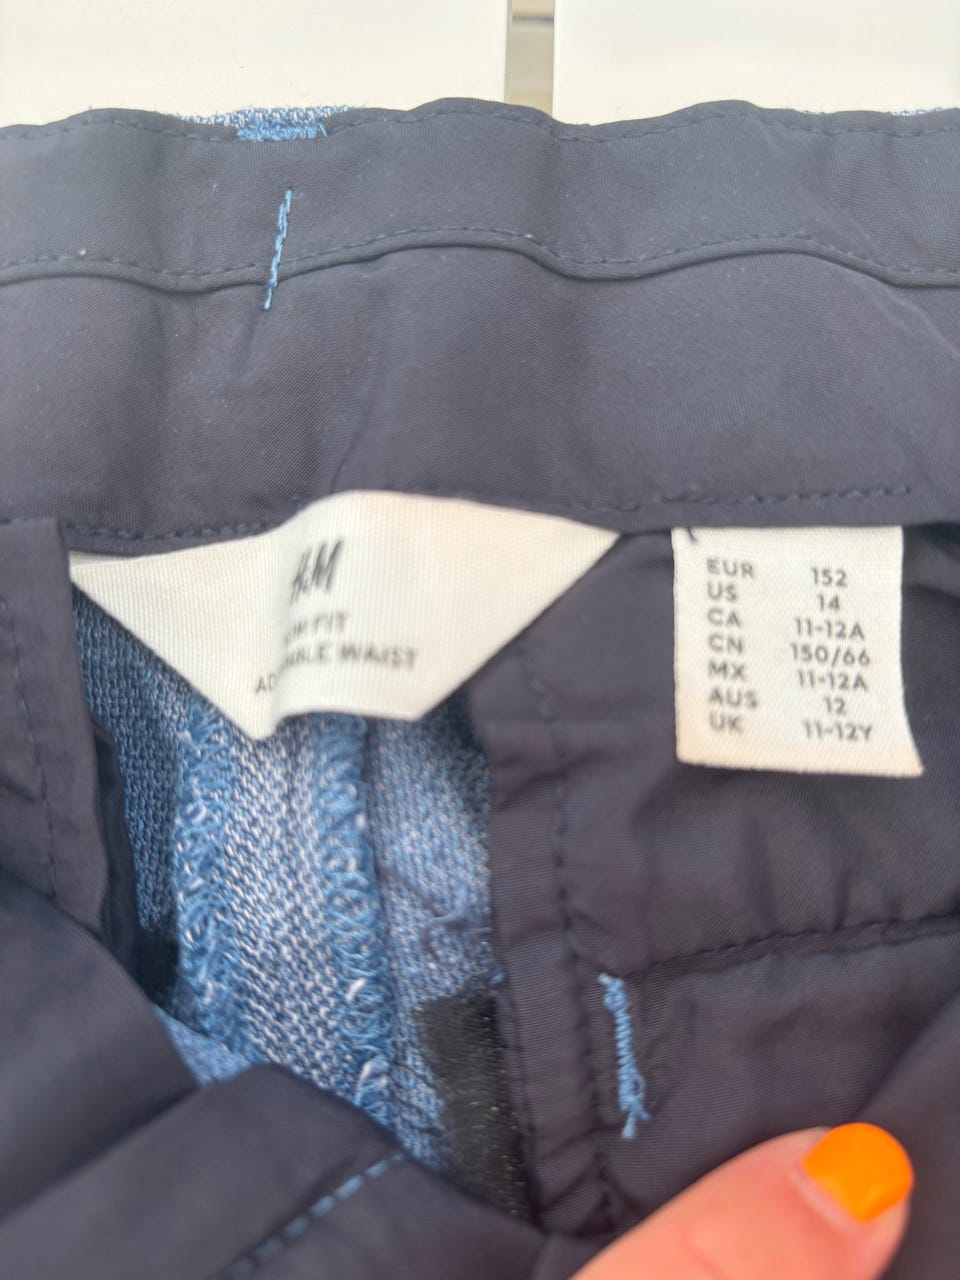 H&M
FIT
WAIST
EUR 152
US 14
CA 11-12A
CN 150/66
MX 11-12A
AUS 12
UK 11-12Y